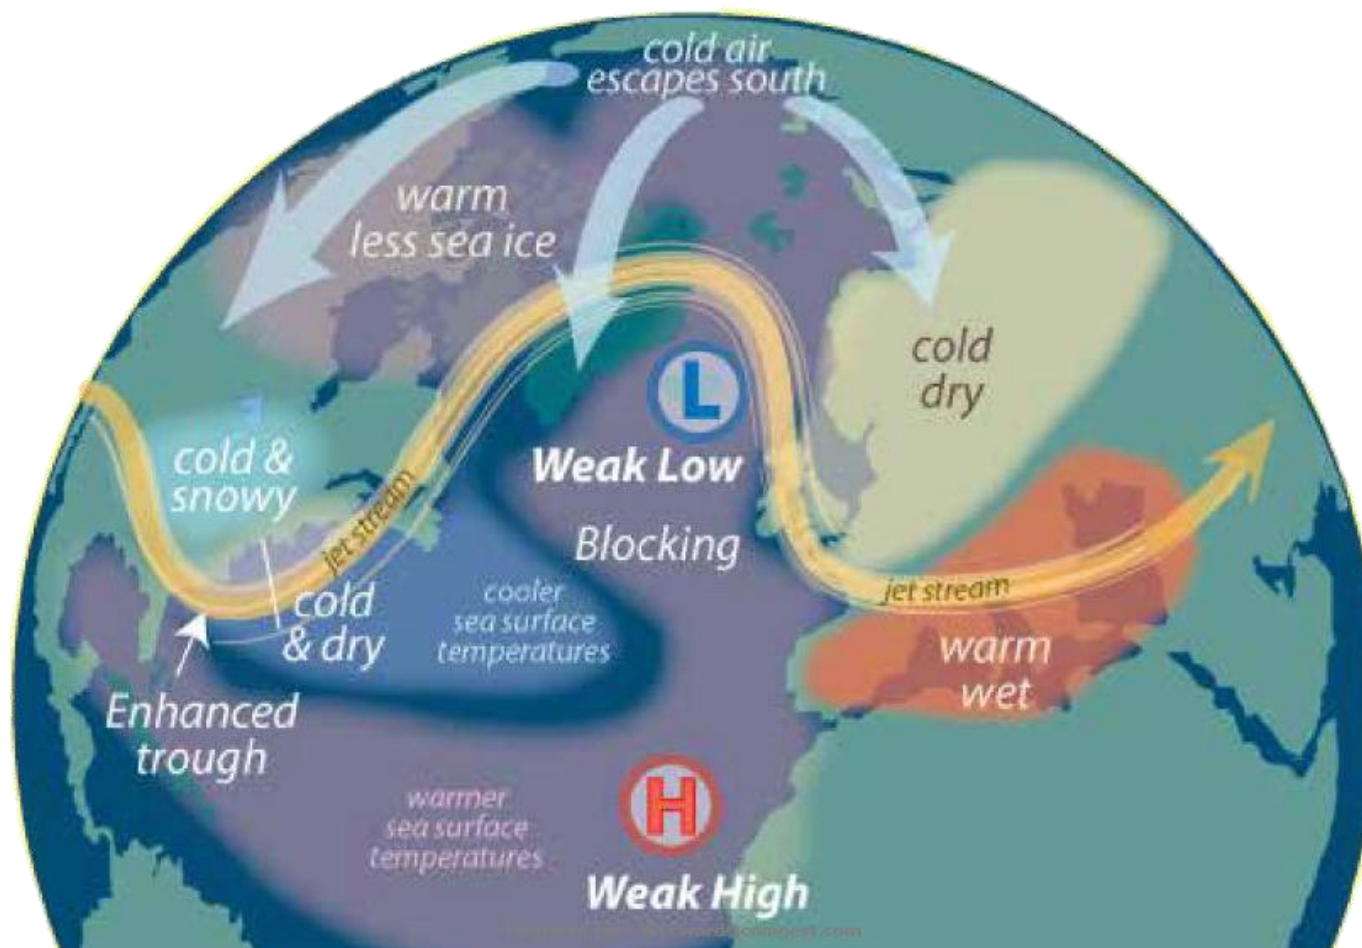 cold air
escapes south
warm
less sea ice
cold
dry
L
Weak Low
cold &
snowy
jet stream
Blocking
cooler
sea surface
temperatures
cold
& dry
jet stream
warm
wet
Enhanced
trough
H
warmer
sea surface
temperatures
Weak High